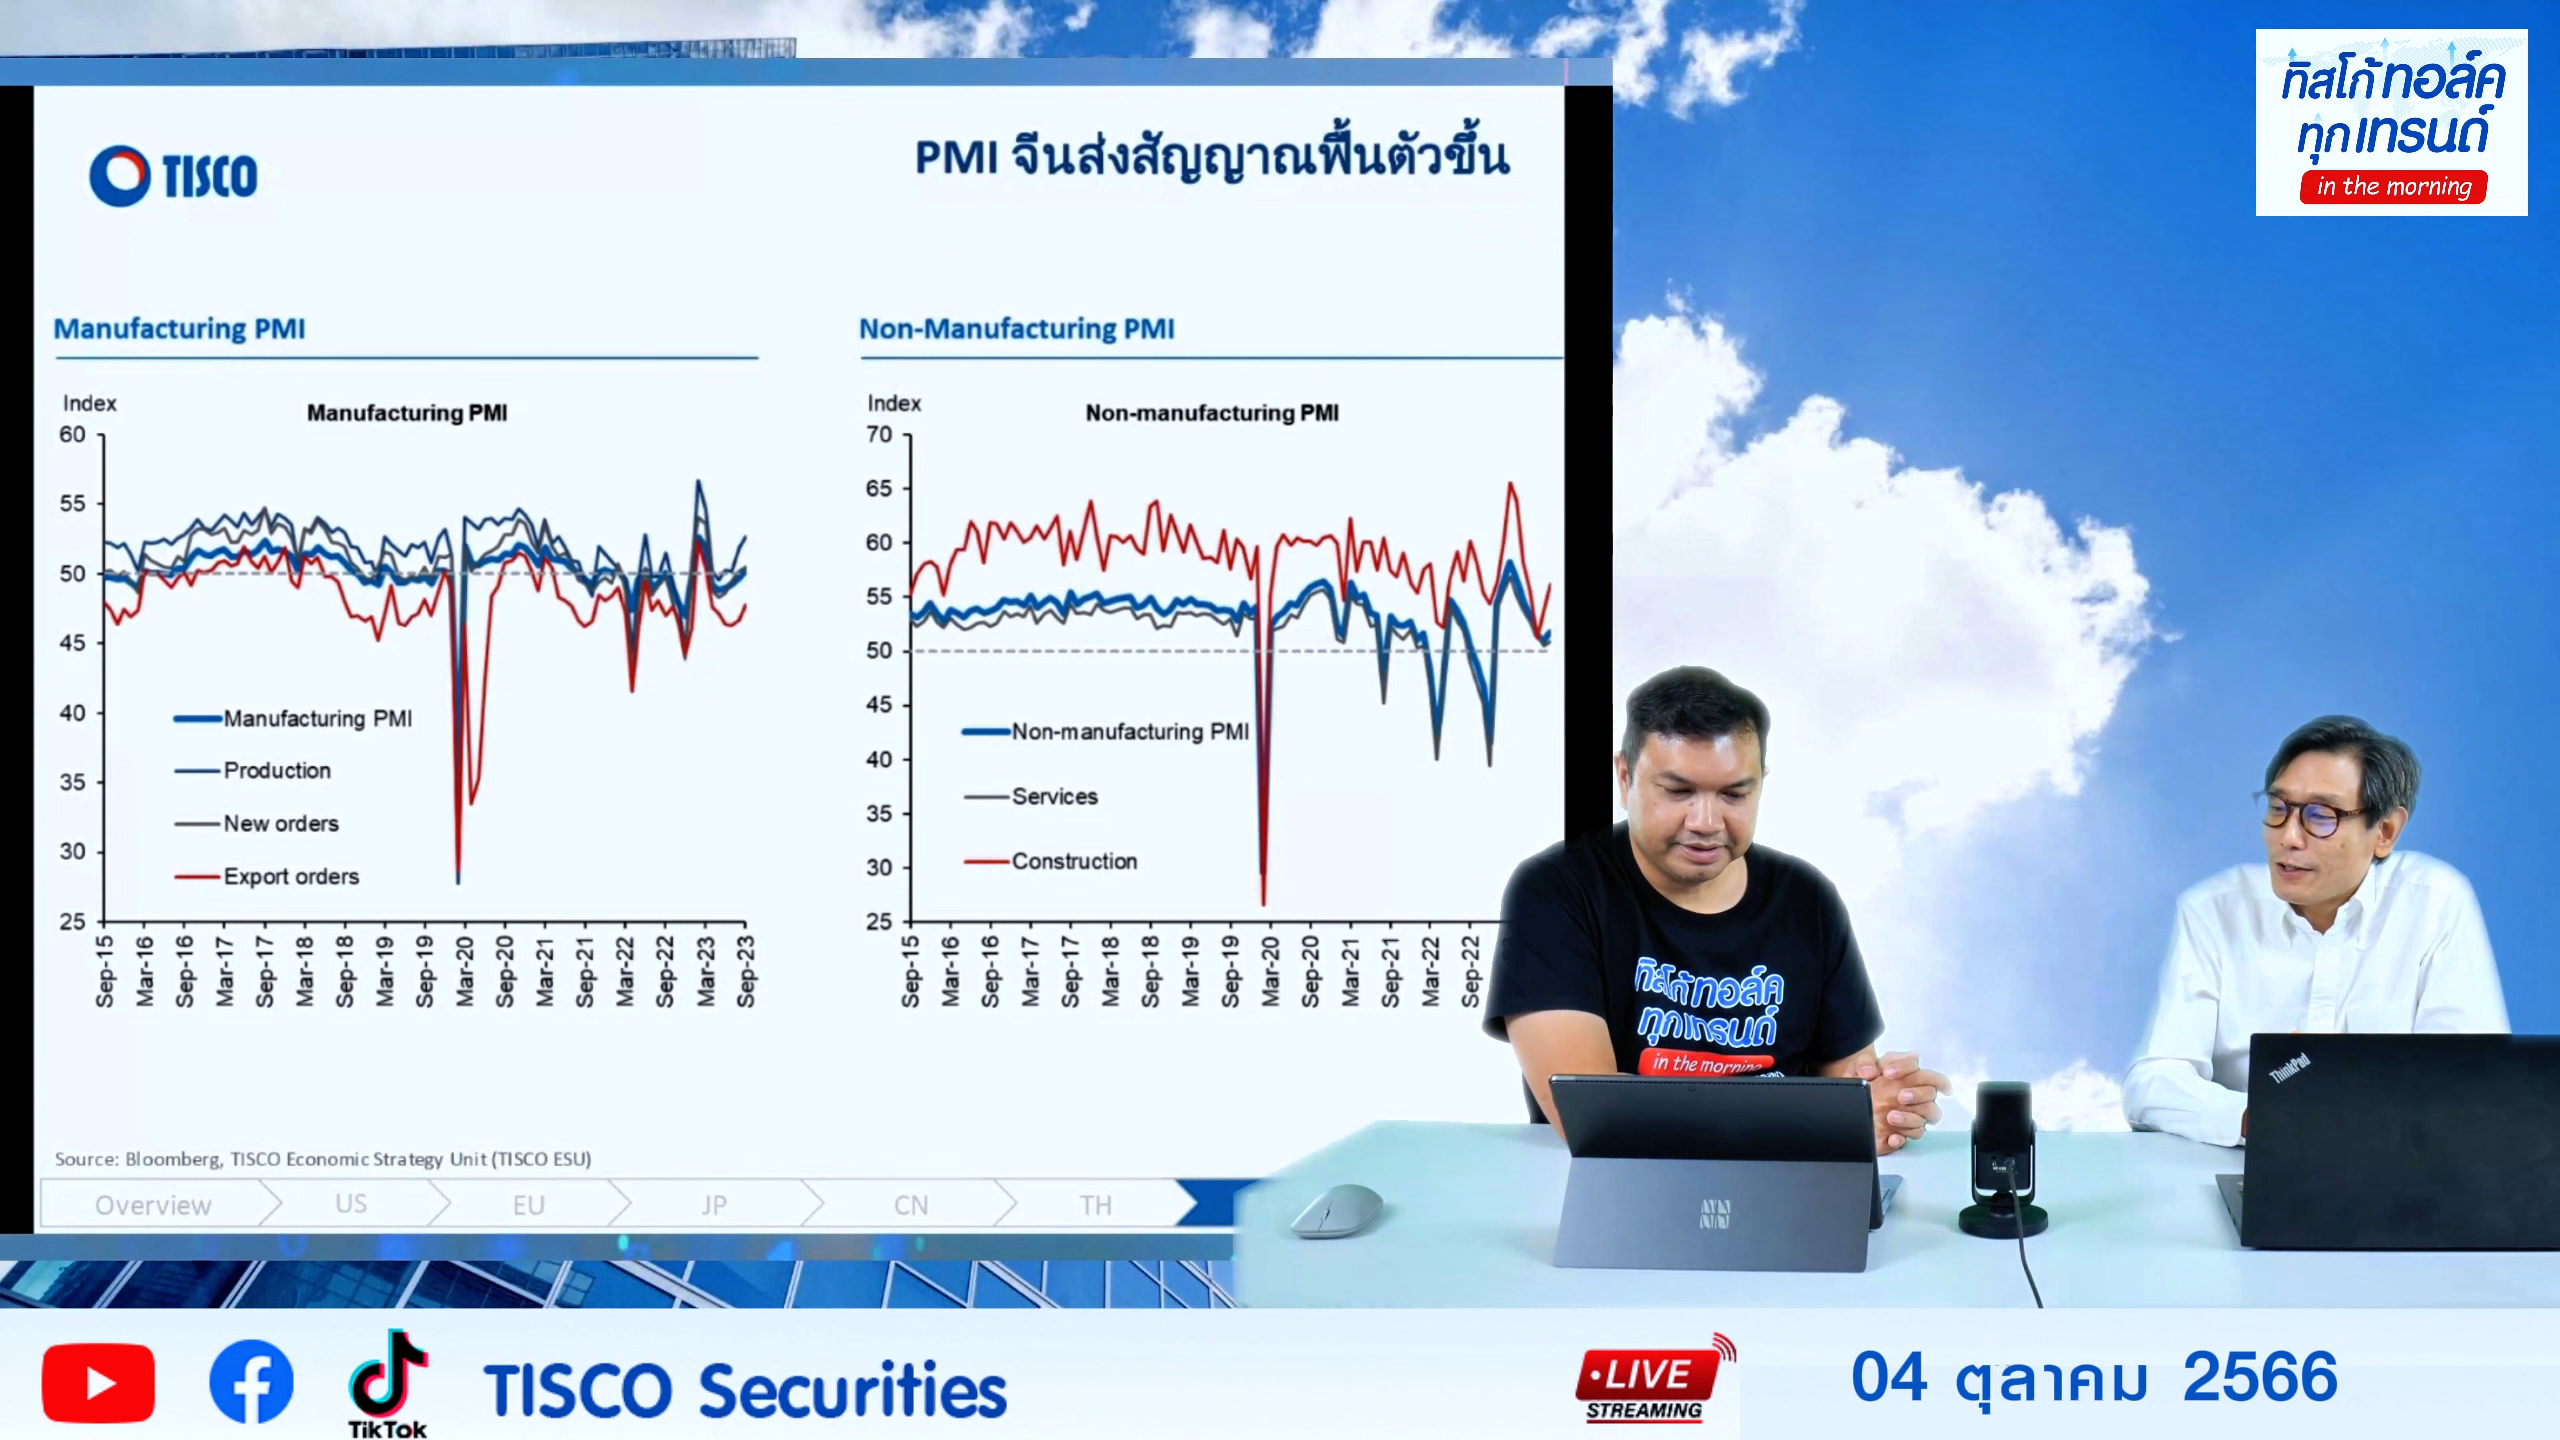 ทิสโก้ทอล์ค
ทุกเทรนด์
in the morning
TISCO
PMI จีนส่งสัญญาณฟื้นตัวขึ้น
Manufacturing PMI
Index
Manufacturing PMI
60
55
50
45
40
35
30
25
Manufacturing PMI
Production
New orders
Export orders
Sep-15
Mar-16
Sep-16
Mar-17
Sep-17
Mar-18
Sep-18
Mar-19
Sep-19
Mar-20
Sep-20
Mar-21
Sep-21
Mar-22
Sep-22
Mar-23
Sep-23
Non-Manufacturing PMI
Index
Non-manufacturing PMI
70
65
60
55
50
45
40
35
30
25
Non-manufacturing PMI
Services
Construction
Sep-15
Mar-16
Sep-16
Mar-17
Sep-17
Mar-18
Sep-18
Mar-19
Sep-19
Mar-20
Sep-20
Mar-21
Sep-21
Mar-22
Sep-22
Source: Bloomberg, TISCO Economic Strategy Unit (TISCO ESU)
Overview US EU JP CN TH
ทิสโก้ทอล์ค
ทุกเทรนด์
in the morning
ThinkPad
TikTok
TISCO Securities
LIVE
STREAMING
04 ตุลาคม 2566